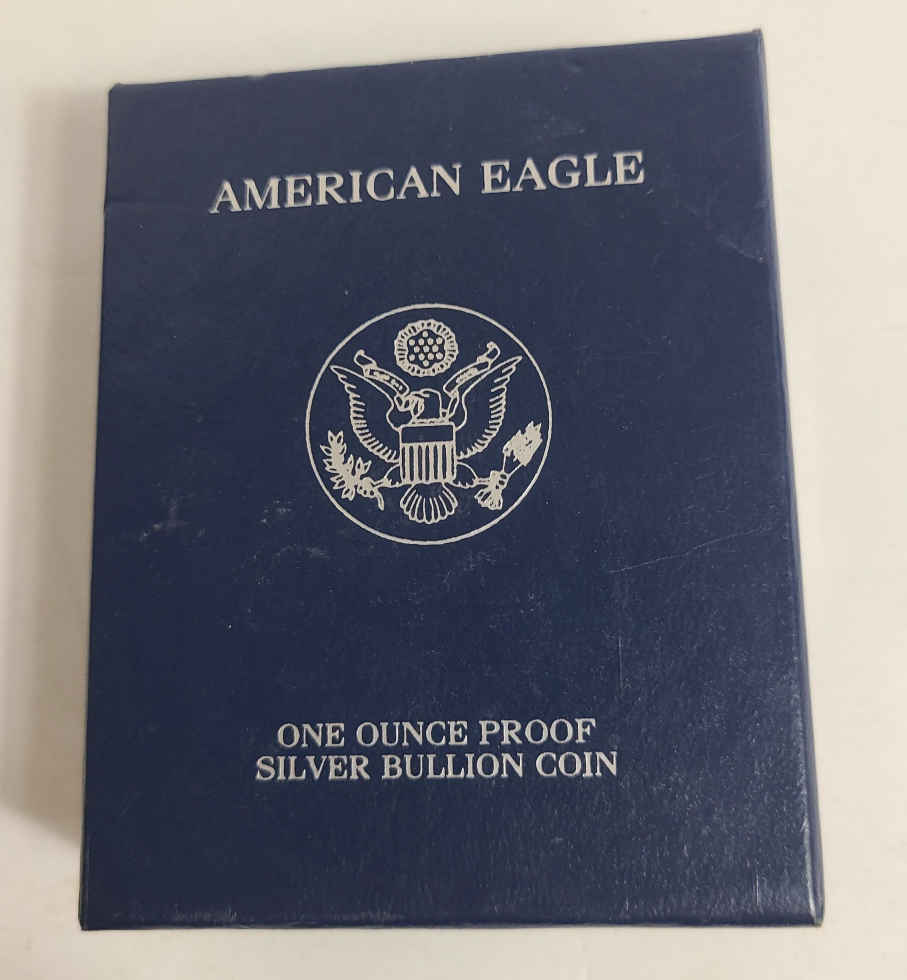 AMERICAN EAGLE
ONE OUNCE PROOF
SILVER BULLION COIN